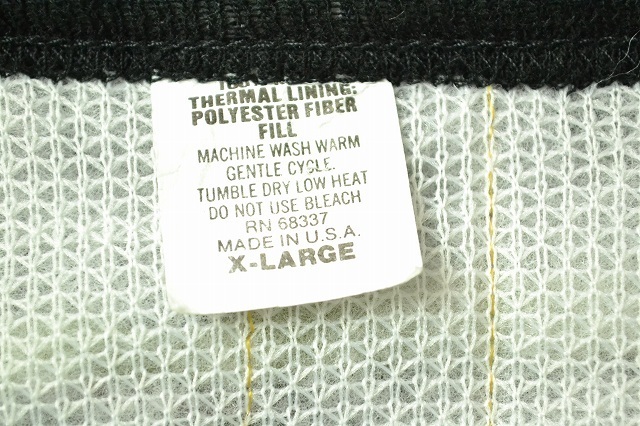 THERMAL LINING:
POLYESTER FIBER
FILL
MACHINE WASH WARM
GENTLE CYCLE.
TUMBLE DRY LOW HEAT
DO NOT USE BLEACH
RN 68337
MADE IN U.S.A.
X-LARGE